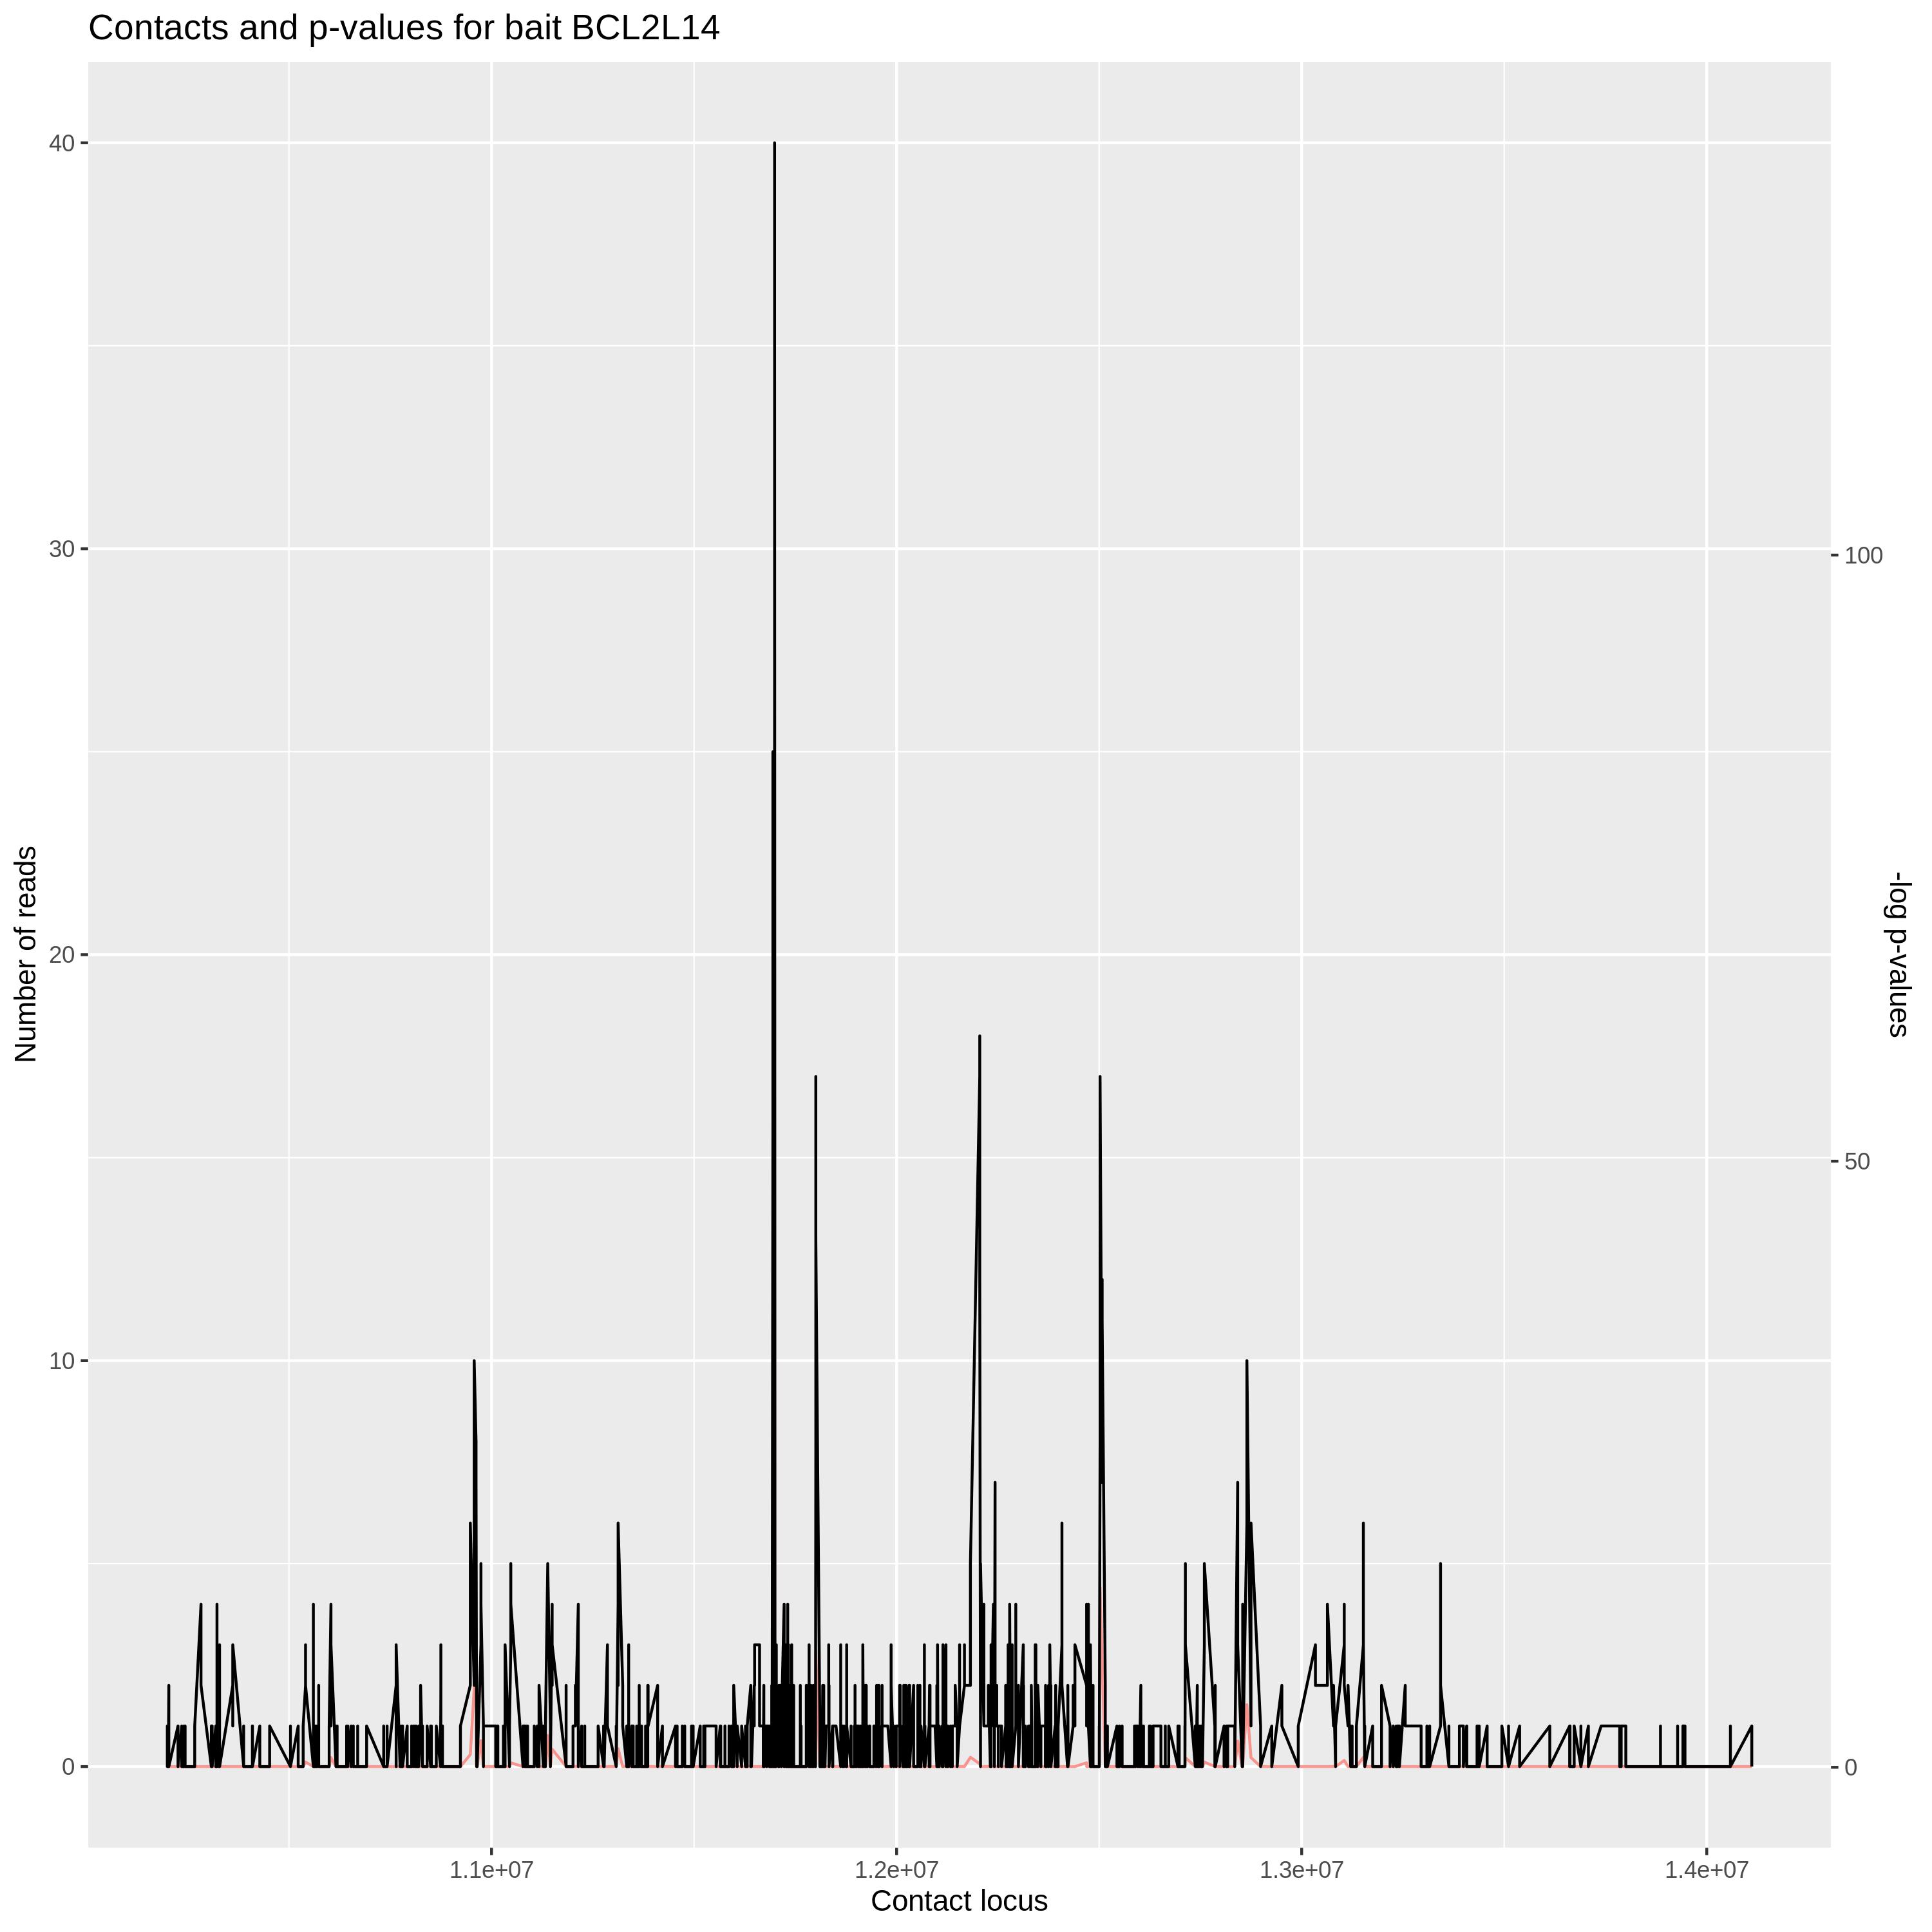 Contacts and p-values for bait BCL2L14
40
30
20
10
0
Number of reads
100
50
0
-log p-values
1.1e+07
1.2e+07
1.3e+07
1.4e+07
Contact locus